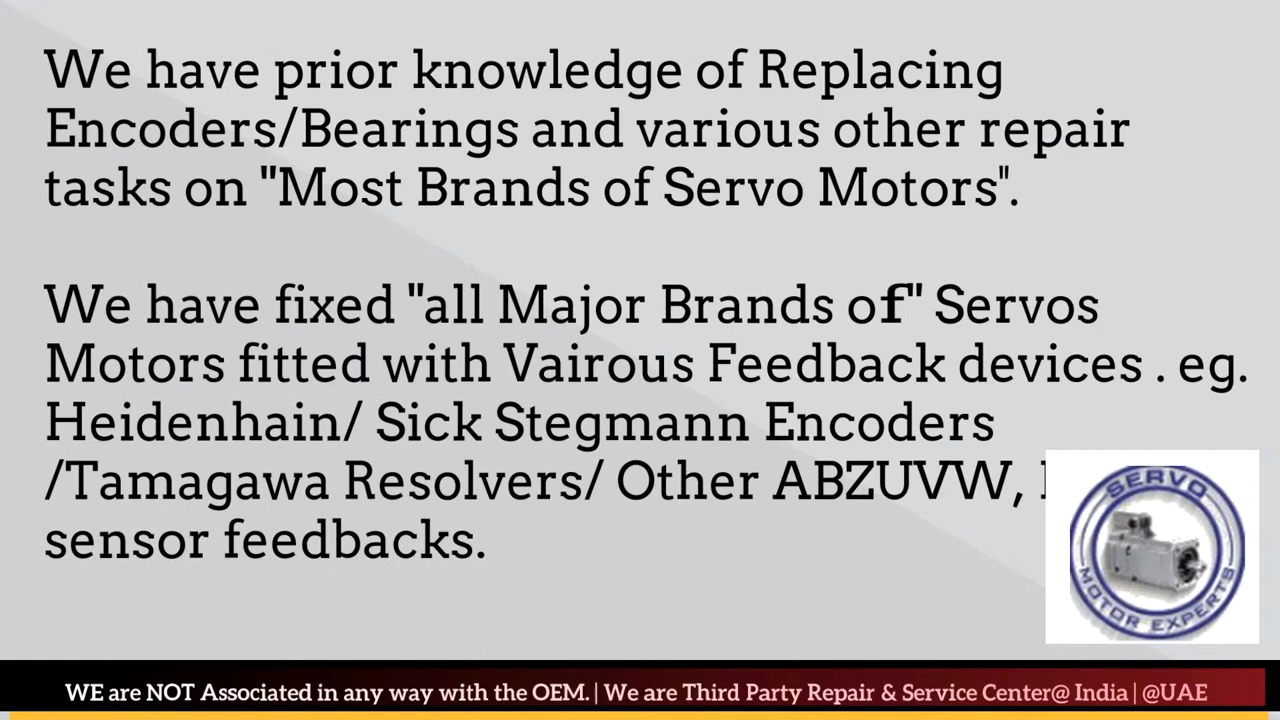 We have prior knowledge of Replacing
Encoders/Bearings and various other repair
tasks on "Most Brands of Servo Motors".
We have fixed "all Major Brands of" Servos
Motors fitted with Vairous Feedback devices . eg.
Heidenhain/ Sick Stegmann Encoders
/Tamagawa Resolvers/ Other ABZUVW,
sensor feedbacks.
SERVO
MOTOR EXPERTS
WE are NOT Associated in any way with the OEM. | We are Third Party Repair & Service Center@ India | @UAE